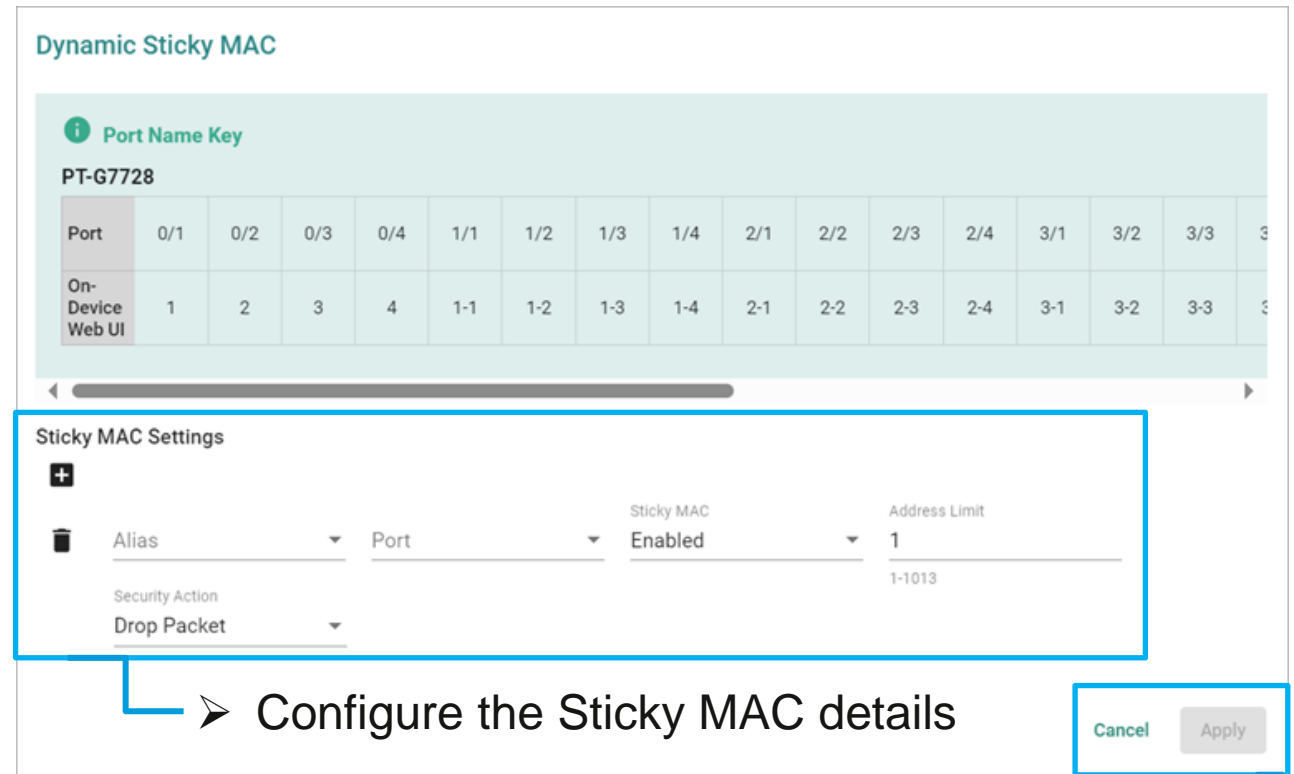 Dynamic Sticky MAC
Port Name Key
PT-G7728
Port 0/1 0/2 0/3 0/4 1/1 1/2 1/3 1/4 2/1 2/2 2/3 2/4 3/1 3/2 3/3
On-
Device
Web UI 1 2 3 4 1-1 1-2 1-3 1-4 2-1 2-2 2-3 2-4 3-1 3-2 3-3
Sticky MAC Settings
Sticky MAC Address Limit
Alias Port Enabled 1
1-1013
Security Action
Drop Packet
➢ Configure the Sticky MAC details
Cancel Apply